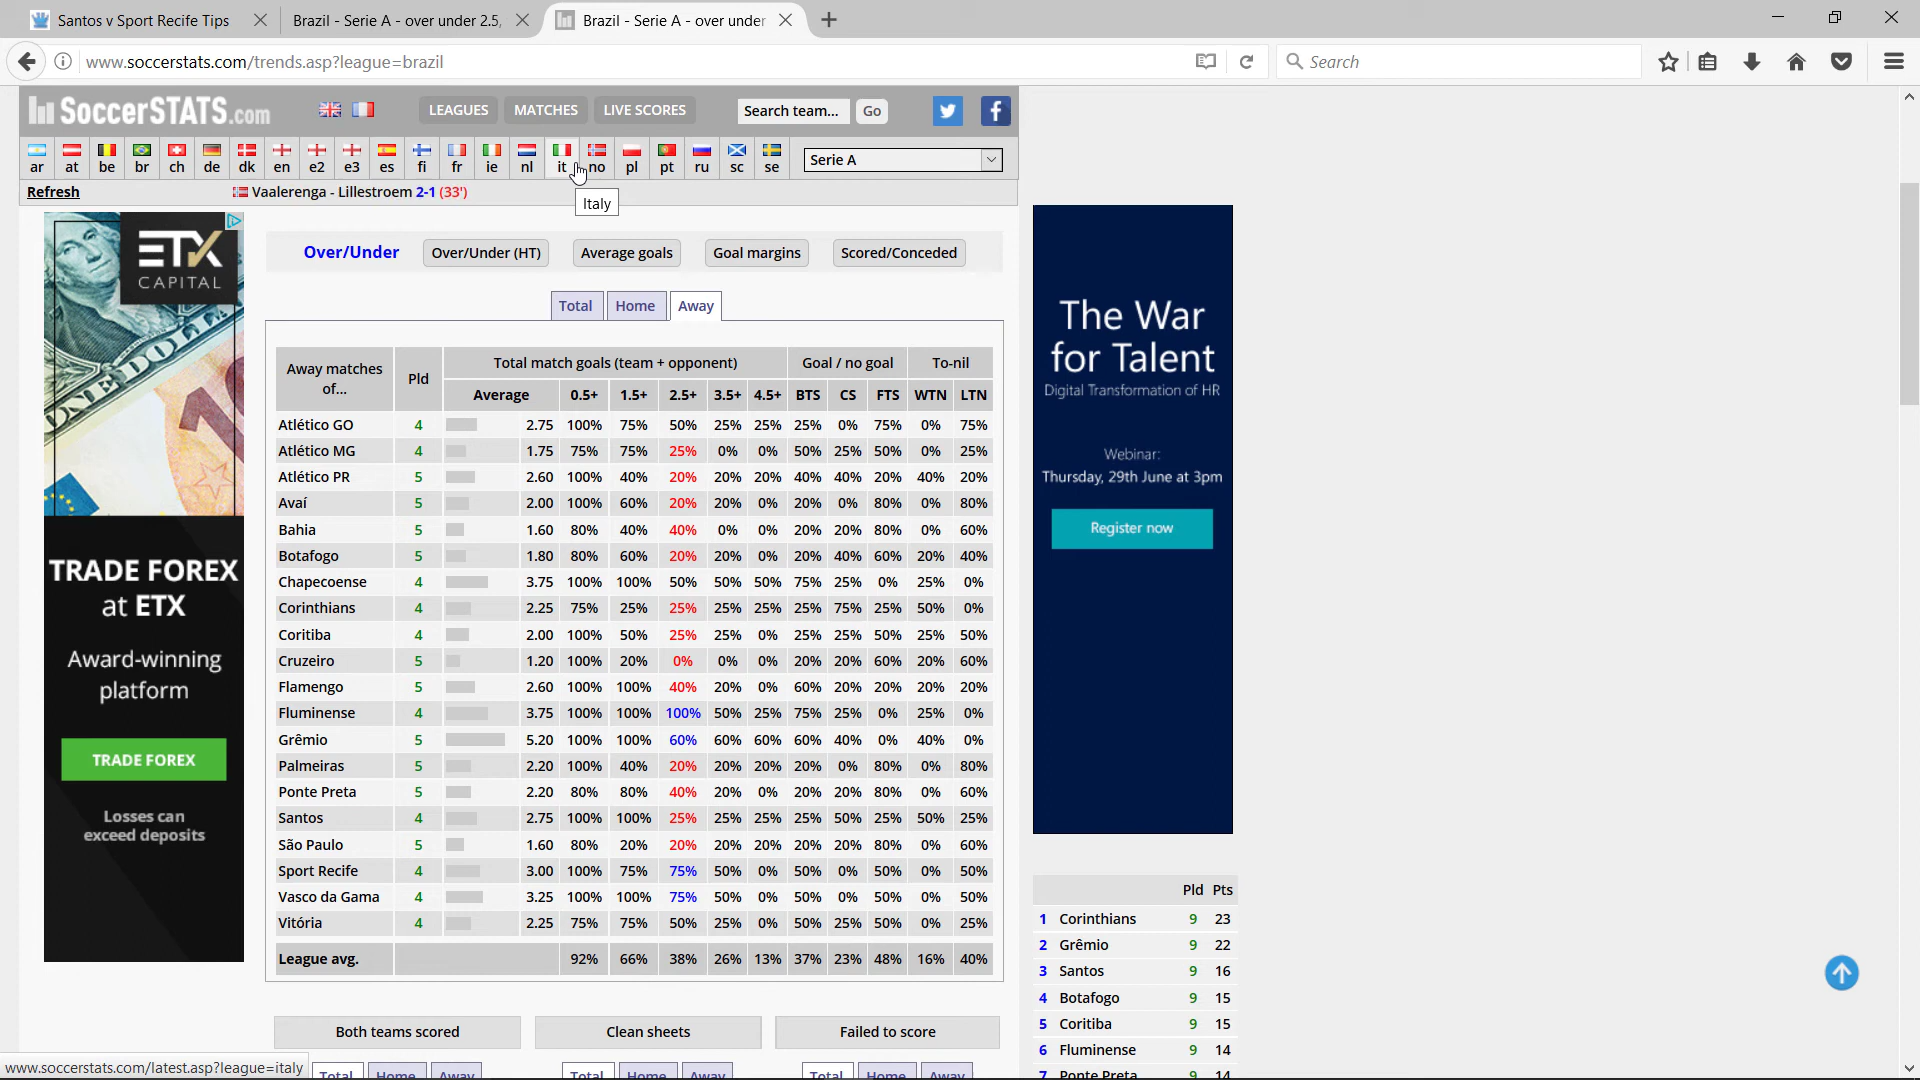 Santos v Sport Recife Tips
Brazil - Serie A - over under 2.5,
Brazil - Serie A - over under
www.soccerstats.com/trends.asp?league=brazil
Search
SoccerSTATS.com
LEAGUES MATCHES LIVE SCORES
Search team... Go
ar at be br ch de dk en e2 e3 es fi fr ie nl it no pl pt ru sc se
Serie A
Refresh
Vaalerenga - Lillestroem 2-1 (33')
Italy
ETX
CAPITAL
TRADE FOREX
at ETX
Award-winning
platform
TRADE FOREX
Losses can
exceed deposits
Over/Under Over/Under (HT) Average goals Goal margins Scored/Conceded
Total Home Away
Away matches
of...
Pld
Total match goals (team + opponent) Goal / no goal To-nil
Average 0.5+ 1.5+ 2.5+ 3.5+ 4.5+ BTS CS FTS WTN LTN
Atlético GO 4 2.75 100% 75% 50% 25% 25% 25% 0% 75% 0% 75%
Atlético MG 4 1.75 75% 75% 25% 0% 0% 50% 25% 50% 0% 25%
Atlético PR 5 2.60 100% 40% 20% 20% 20% 40% 40% 20% 40% 20%
Avaí 5 2.00 100% 60% 20% 20% 0% 20% 0% 80% 0% 80%
Bahia 5 1.60 80% 40% 40% 0% 0% 20% 20% 80% 0% 60%
Botafogo 5 1.80 80% 60% 20% 20% 0% 20% 40% 60% 20% 40%
Chapecoense 4 3.75 100% 100% 50% 50% 50% 75% 25% 0% 25% 0%
Corinthians 4 2.25 75% 25% 25% 25% 25% 25% 75% 25% 50% 0%
Coritiba 4 2.00 100% 50% 25% 25% 0% 25% 25% 50% 25% 50%
Cruzeiro 5 1.20 100% 20% 0% 0% 0% 20% 20% 60% 20% 60%
Flamengo 5 2.60 100% 100% 40% 20% 0% 60% 20% 20% 20% 20%
Fluminense 4 3.75 100% 100% 100% 50% 25% 75% 25% 0% 25% 0%
Grêmio 5 5.20 100% 100% 60% 60% 60% 60% 40% 0% 40% 0%
Palmeiras 5 2.20 100% 40% 20% 20% 20% 20% 0% 80% 0% 80%
Ponte Preta 5 2.20 80% 80% 40% 20% 0% 20% 20% 80% 0% 60%
Santos 4 2.75 100% 100% 25% 25% 25% 25% 50% 25% 50% 25%
São Paulo 5 1.60 80% 20% 20% 20% 20% 20% 20% 80% 0% 60%
Sport Recife 4 3.00 100% 75% 75% 50% 0% 50% 0% 50% 0% 50%
Vasco da Gama 4 3.25 100% 100% 75% 50% 0% 50% 0% 50% 0% 50%
Vitória 4 2.25 75% 75% 50% 25% 0% 50% 25% 50% 0% 25%
League avg. 92% 66% 38% 26% 13% 37% 23% 48% 16% 40%
Both teams scored Clean sheets Failed to score
Total Home Away Total Home Away Total Home Away
The War
for Talent
Digital Transformation of HR
Webinar:
Thursday, 29th June at 3pm
Register now
Pld Pts
1 Corinthians 9 23
2 Grêmio 9 22
3 Santos 9 16
4 Botafogo 9 15
5 Coritiba 9 15
6 Fluminense 9 14
7 Ponte Preta 9 14
www.soccerstats.com/latest.asp?league=italy